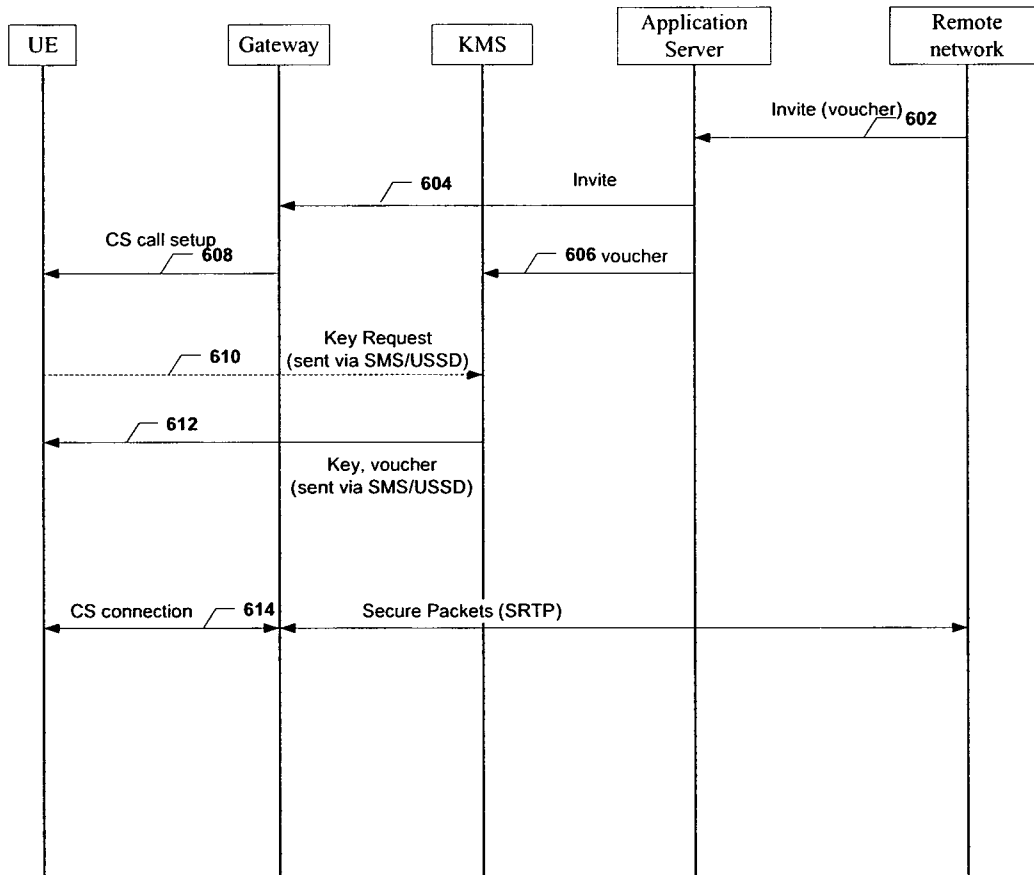 UE
Gateway
KMS
Application
Server
Remote
network
Invite (voucher)
602
604
Invite
CS call setup
608
606 voucher
Key Request
(sent via SMS/USSD)
610
612
Key, voucher
(sent via SMS/USSD)
CS connection
614
Secure Packets (SRTP)